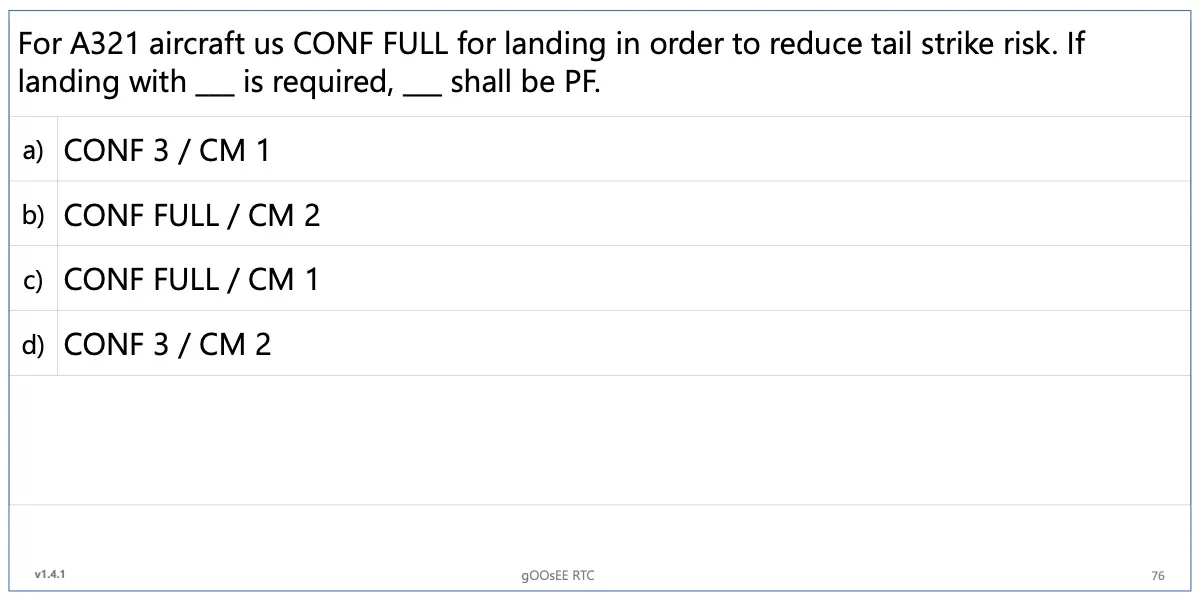 For A321 aircraft us CONF FULL for landing in order to reduce tail strike risk. If
landing with ___ is required, ___ shall be PF.
a) CONF 3 / CM 1
b) CONF FULL / CM 2
c) CONF FULL / CM 1
d) CONF 3 / CM 2
v1.4.1 gOOsEE RTC 76